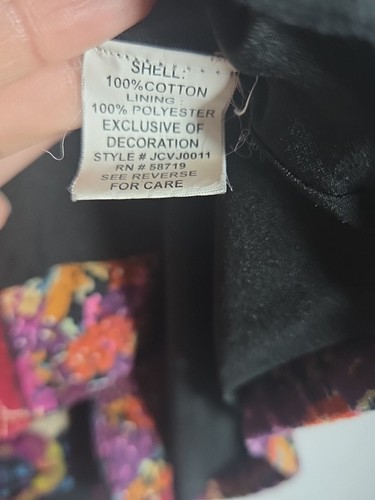 SHELL:
100%COTTON
LINING :
100% POLYESTER
EXCLUSIVE OF
DECORATION
STYLE # JCVJ0011
RN # 58719
SEE REVERSE
FOR CARE